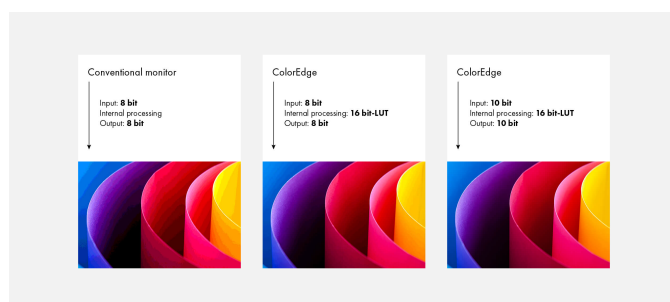 Conventional monitor
Input: 8 bit
Internal processing
Output: 8 bit
ColorEdge
Input: 8 bit
Internal processing: 16 bit-LUT
Output: 8 bit
ColorEdge
Input: 10 bit
Internal processing: 16 bit-LUT
Output: 10 bit